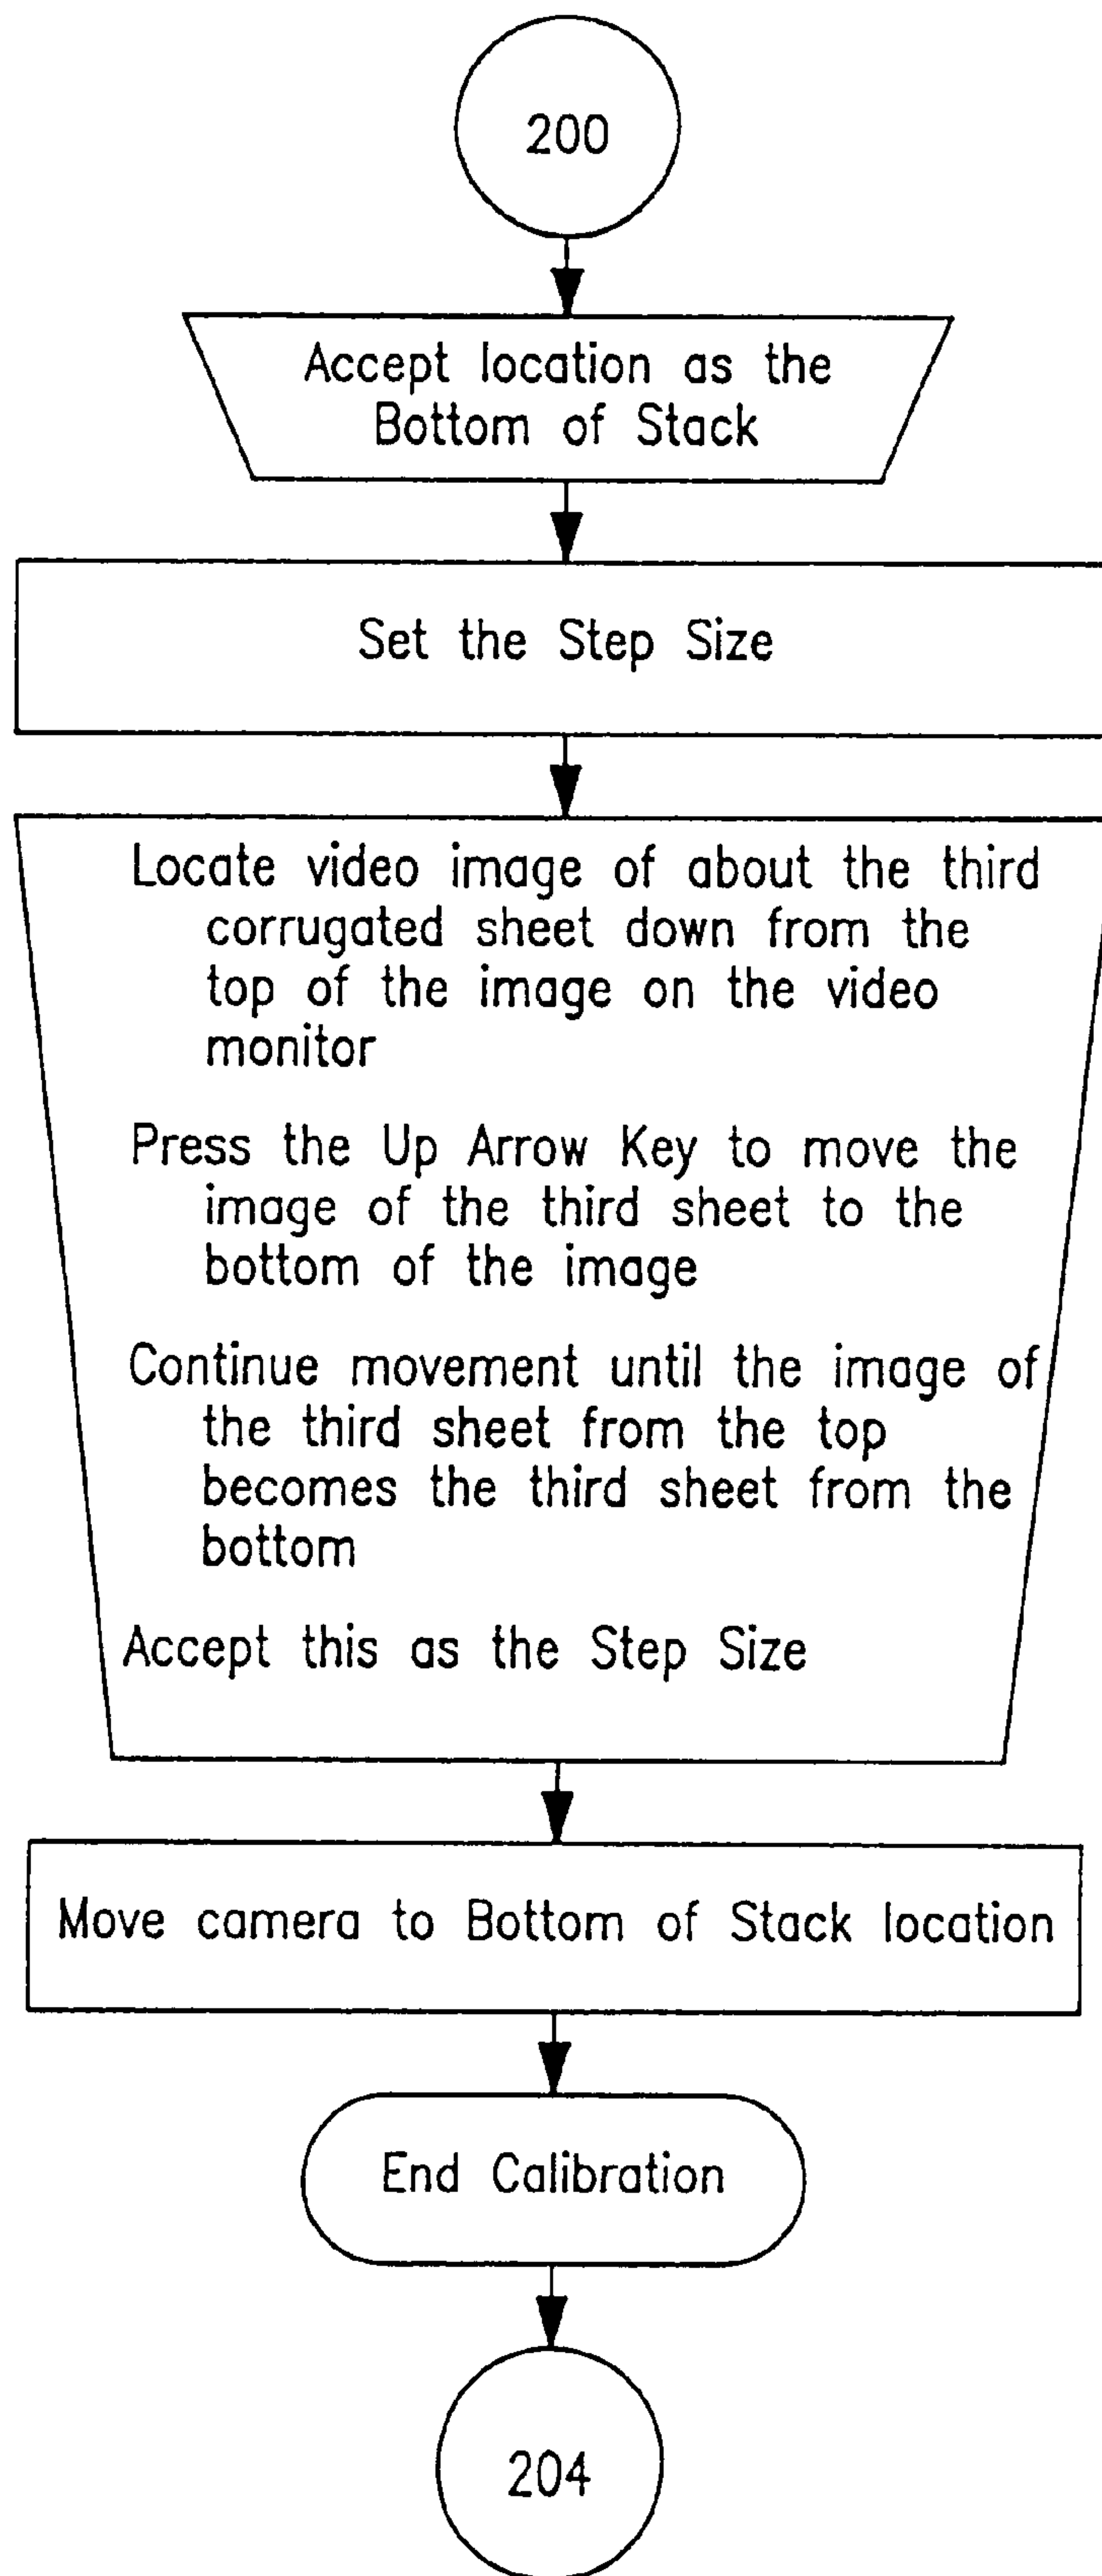 200
Accept location as the
Bottom of Stack
Set the Step Size
Locate video image of about the third
corrugated sheet down from the
top of the image on the video
monitor
Press the Up Arrow Key to move the
image of the third sheet to the
bottom of the image
Continue movement until the image of
the third sheet from the top
becomes the third sheet from the
bottom
Accept this as the Step Size
Move camera to Bottom of Stack location
End Calibration
204